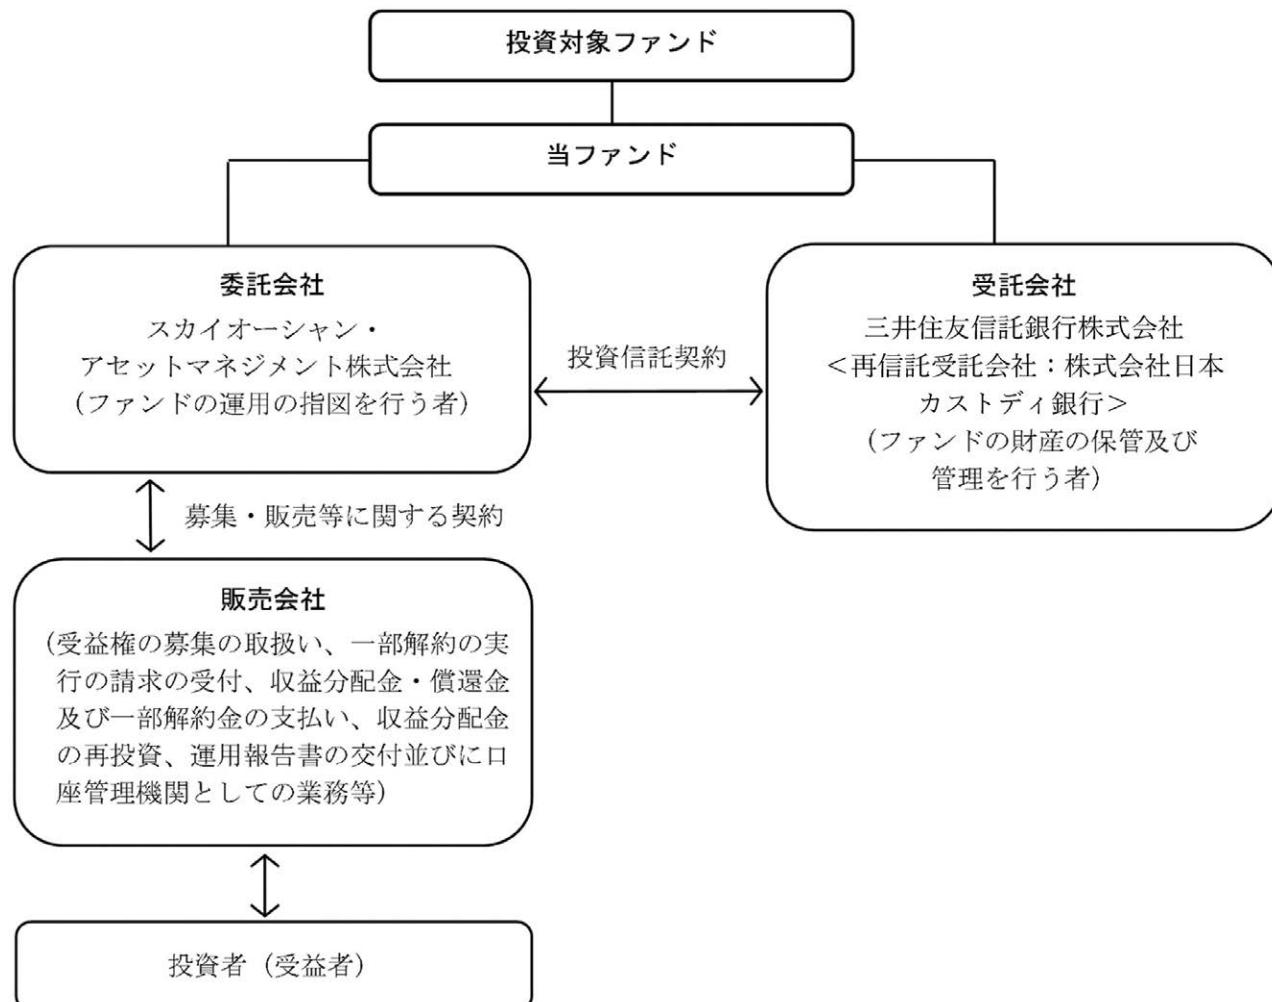 投資対象ファンド
当ファンド
委託会社
スカイオーシャン・
アセットマネジメント株式会社
(ファンドの運用の指図を行う者)
投資信託契約
受託会社
三井住友信託銀行株式会社
<再信託受託会社:株式会社日本
カストディ銀行>
(ファンドの財産の保管及び
管理を行う者)
募集・販売等に関する契約
販売会社
(受益権の募集の取扱い、一部解約の実
行の請求の受付、収益分配金・償還金
及び一部解約金の支払い、収益分配金
の再投資、運用報告書の交付並びに口
座管理機関としての業務等)
投資者(受益者)